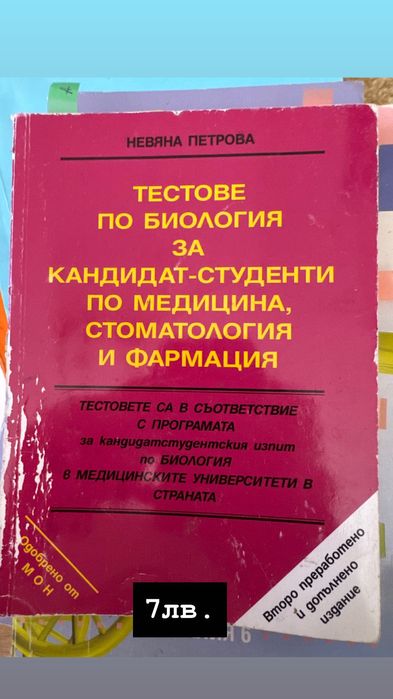 НЕВЯНА ПЕТРОВА
ТЕСТОВЕ
ПО БИОЛОГИЯ
ЗА
КАНДИДАТ-СТУДЕНТИ
ПО МЕДИЦИНА,
СТОМАТОЛОГИЯ
И ФАРМАЦИЯ
ТЕСТОВЕТЕ СА В СЪОТВЕТСТВИЕ
С ПРОГРАМАТА
за кандидатстудентския изпит
по БИОЛОГИЯ
В МЕДИЦИНСКИТЕ УНИВЕРСИТЕТИ В
СТРАНАТА
Одобрено от
МОН
Второ преработено
и допълнено
издание
7лв.